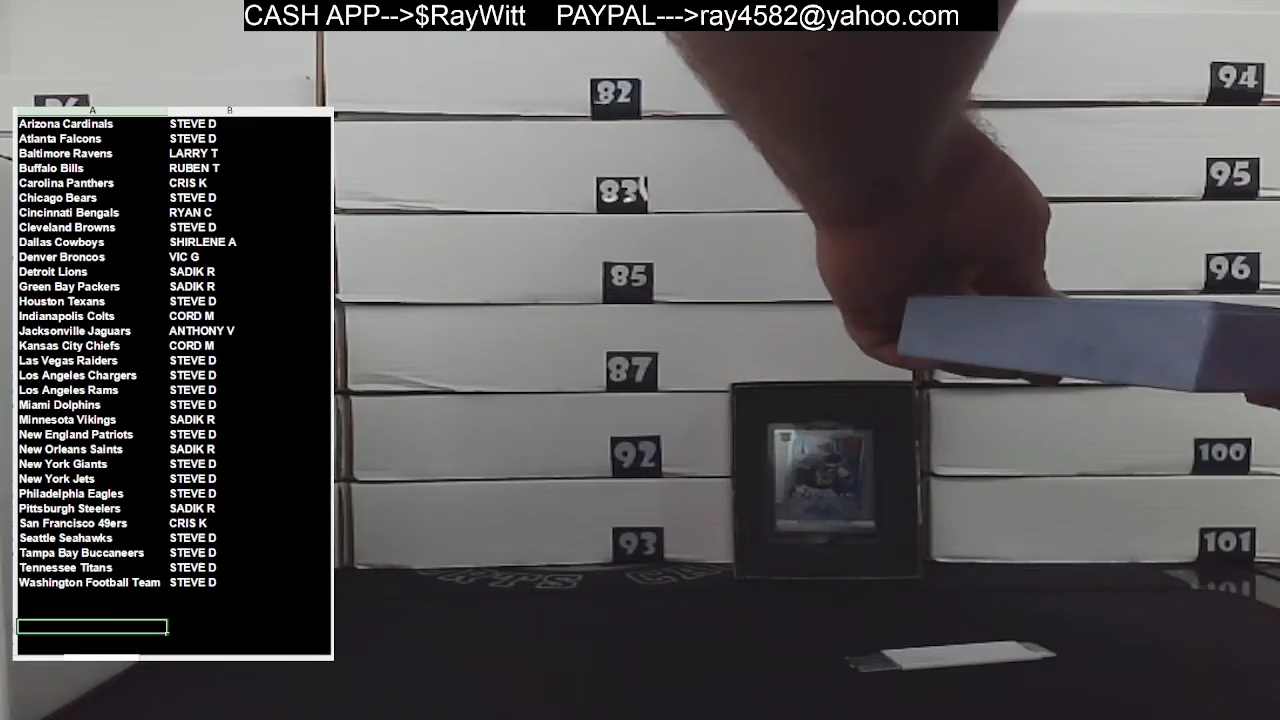 CASH APP-->$RayWitt PAYPAL--->ray4582@yahoo.com
A B
Arizona Cardinals STEVE D
Atlanta Falcons STEVE D
Baltimore Ravens LARRY T
Buffalo Bills RUBEN T
Carolina Panthers CRIS K
Chicago Bears STEVE D
Cincinnati Bengals RYAN C
Cleveland Browns STEVE D
Dallas Cowboys SHIRLENE A
Denver Broncos VIC G
Detroit Lions SADIK R
Green Bay Packers SADIK R
Houston Texans STEVE D
Indianapolis Colts CORD M
Jacksonville Jaguars ANTHONY V
Kansas City Chiefs CORD M
Las Vegas Raiders STEVE D
Los Angeles Chargers STEVE D
Los Angeles Rams STEVE D
Miami Dolphins STEVE D
Minnesota Vikings SADIK R
New England Patriots STEVE D
New Orleans Saints SADIK R
New York Giants STEVE D
New York Jets STEVE D
Philadelphia Eagles STEVE D
Pittsburgh Steelers SADIK R
San Francisco 49ers CRIS K
Seattle Seahawks STEVE D
Tampa Bay Buccaneers STEVE D
Tennessee Titans STEVE D
Washington Football Team STEVE D
82
83
85
87
92
93
94
95
96
100
101